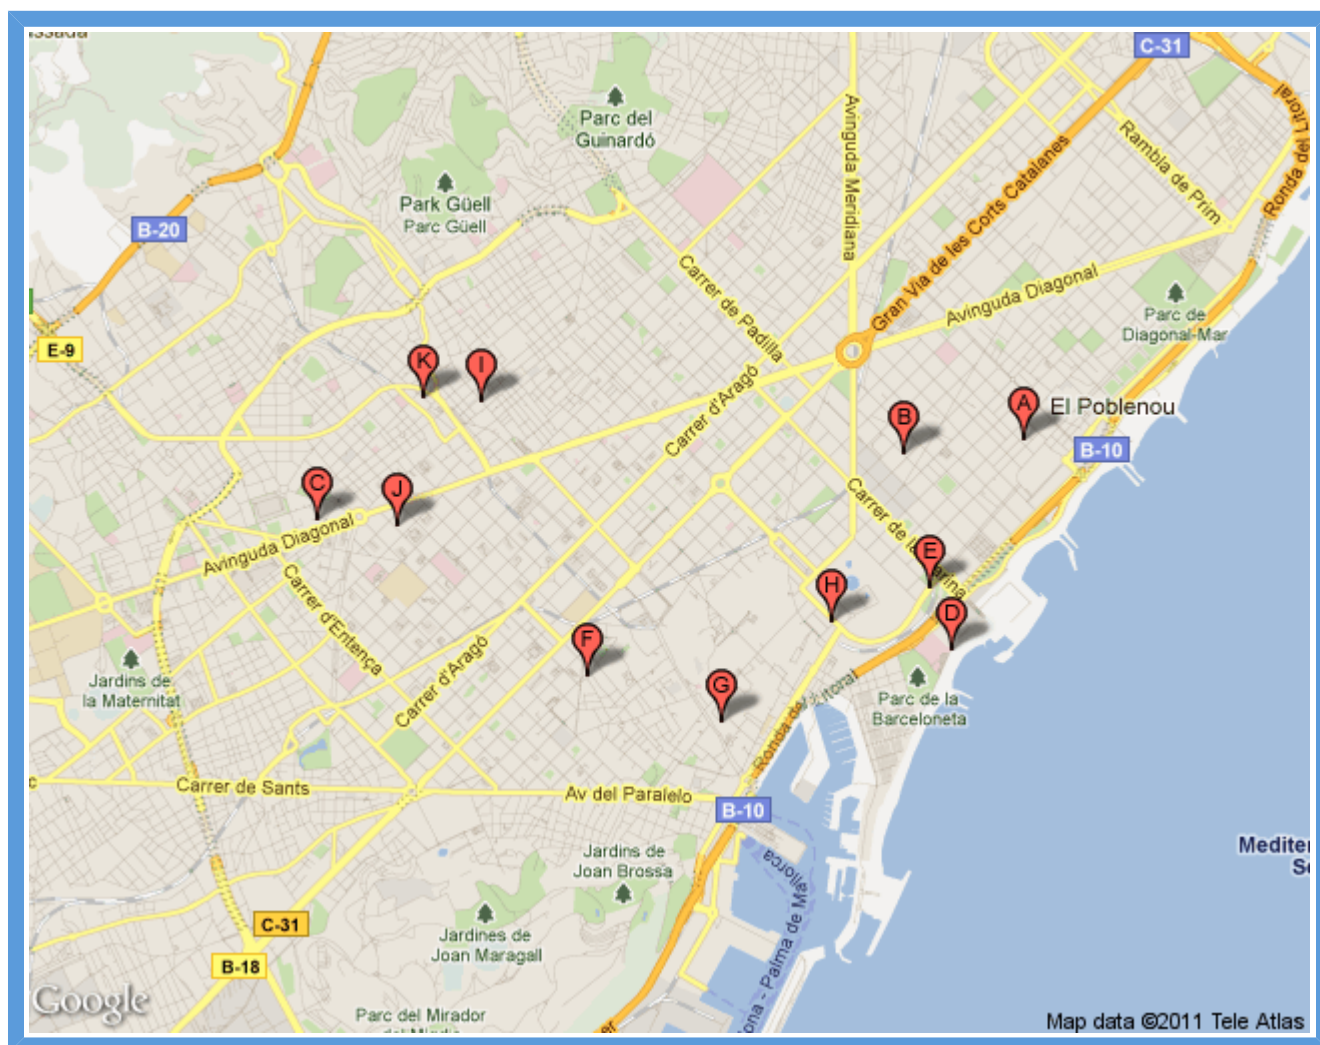 C-31
Parc del
Guinardó
Avinguda Meridiana
Rambla de Prim
Ronda del Litoral
Park Güell
Parc Güell
B-20
Gran Via de les Corts Catalanes
Carrer de Padilla
Avinguda Diagonal
Parc de
Diagonal-Mar
E-9
K
I
Carrer d'Aragó
B
A
El Poblenou
B-10
C
J
Avinguda Diagonal
Carrer de la Marina
E
H
D
Carrer d'Entença
F
G
Carrer d'Aragó
Jardins de
la Maternitat
Parc de la
Barceloneta
Ronda del Litoral
Carrer de Sants
Av del Paralelo
B-10
Jardins de
Joan Brossa
Mallorca
C-31
B-18
Jardines de
Joan Maragall
Palma de Mal
Parc del Mirador
Google
Map data ©2011 Tele Atlas